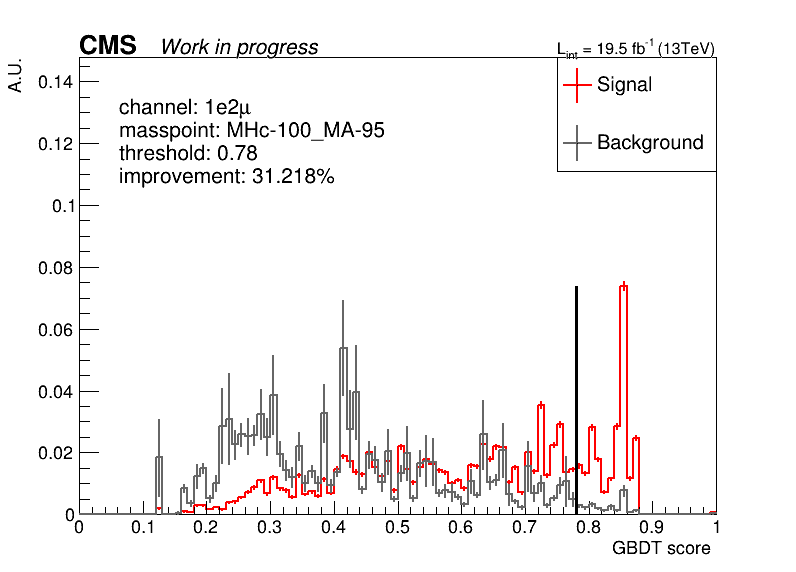 CMS Work in progress
L_int = 19.5 fb^-1 (13TeV)
A.U.
Signal
Background
channel: 1e2μ
masspoint: MHc-100_MA-95
threshold: 0.78
improvement: 31.218%
0.14
0.12
0.1
0.08
0.06
0.04
0.02
0
0 0.1 0.2 0.3 0.4 0.5 0.6 0.7 0.8 0.9 1
GBDT score